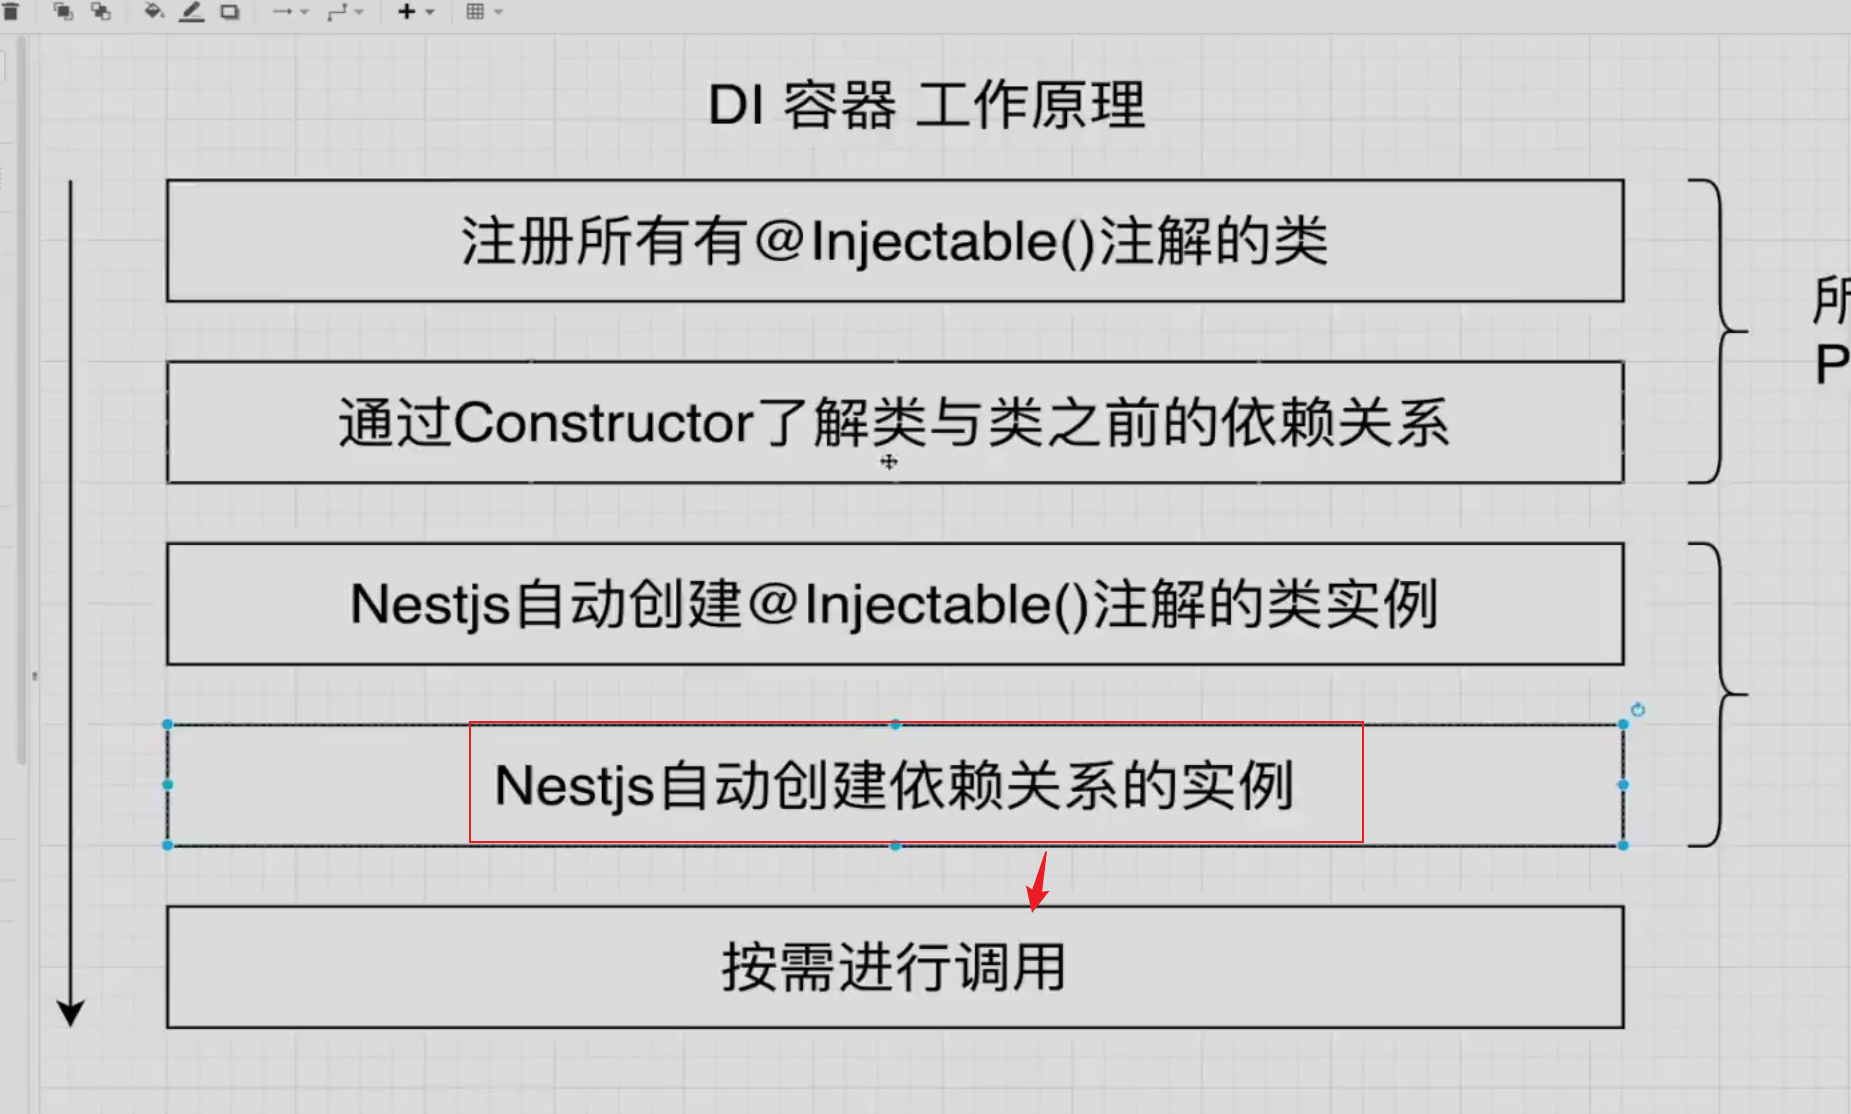 DI 容器 工作原理
注册所有有@Injectable()注解的类
通过Constructor了解类与类之前的依赖关系
所
P
Nestjs自动创建@Injectable()注解的类实例
Nestjs自动创建依赖关系的实例
按需进行调用